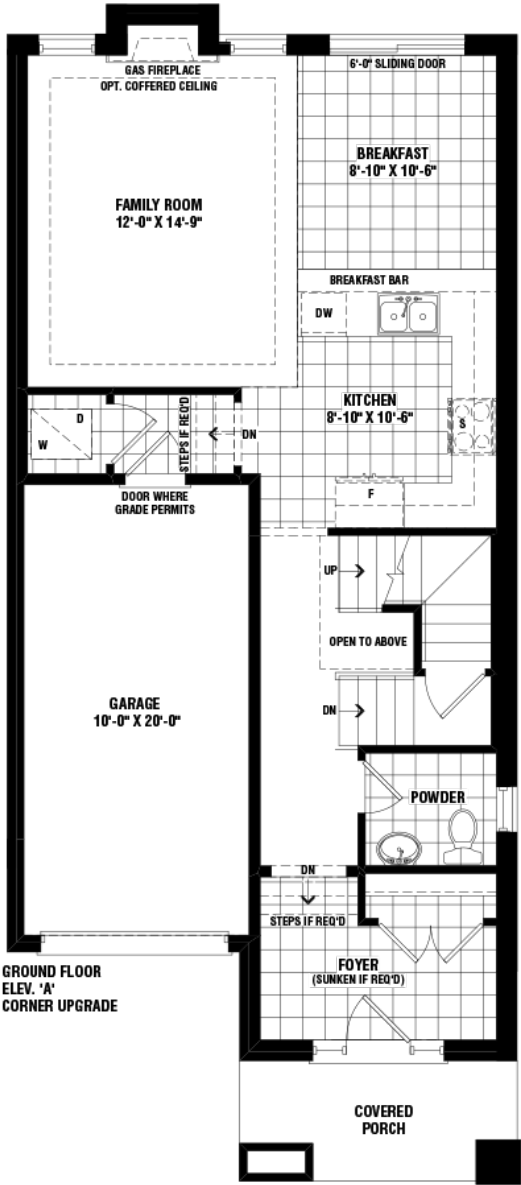 GAS FIREPLACE
OPT. COFFERED CEILING
6'-0" SLIDING DOOR
BREAKFAST
8'-10" X 10'-6"
FAMILY ROOM
12'-0" X 14'-9"
BREAKFAST BAR
DW
KITCHEN
8'-10" X 10'-6"
S
D
W
STEPS IF REQ'D
DN
F
DOOR WHERE
GRADE PERMITS
UP
OPEN TO ABOVE
DN
GARAGE
10'-0" X 20'-0"
POWDER
DN
STEPS IF REQ'D
FOYER
(SUNKEN IF REQ'D)
GROUND FLOOR
ELEV. 'A'
CORNER UPGRADE
COVERED
PORCH